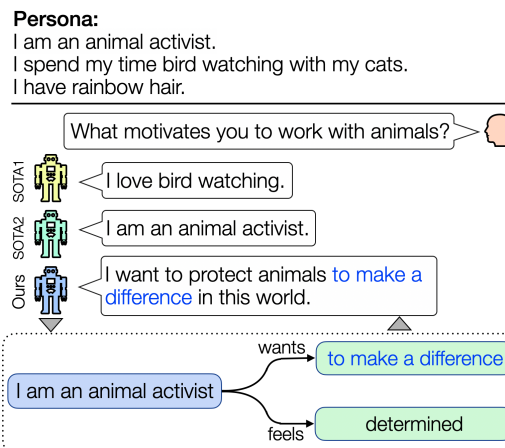 Persona:
I am an animal activist.
I spend my time bird watching with my cats.
I have rainbow hair.
What motivates you to work with animals?
SOTA1
I love bird watching.
SOTA2
I am an animal activist.
Ours
I want to protect animals to make a
difference in this world.
wants
to make a difference
I am an animal activist
feels
determined